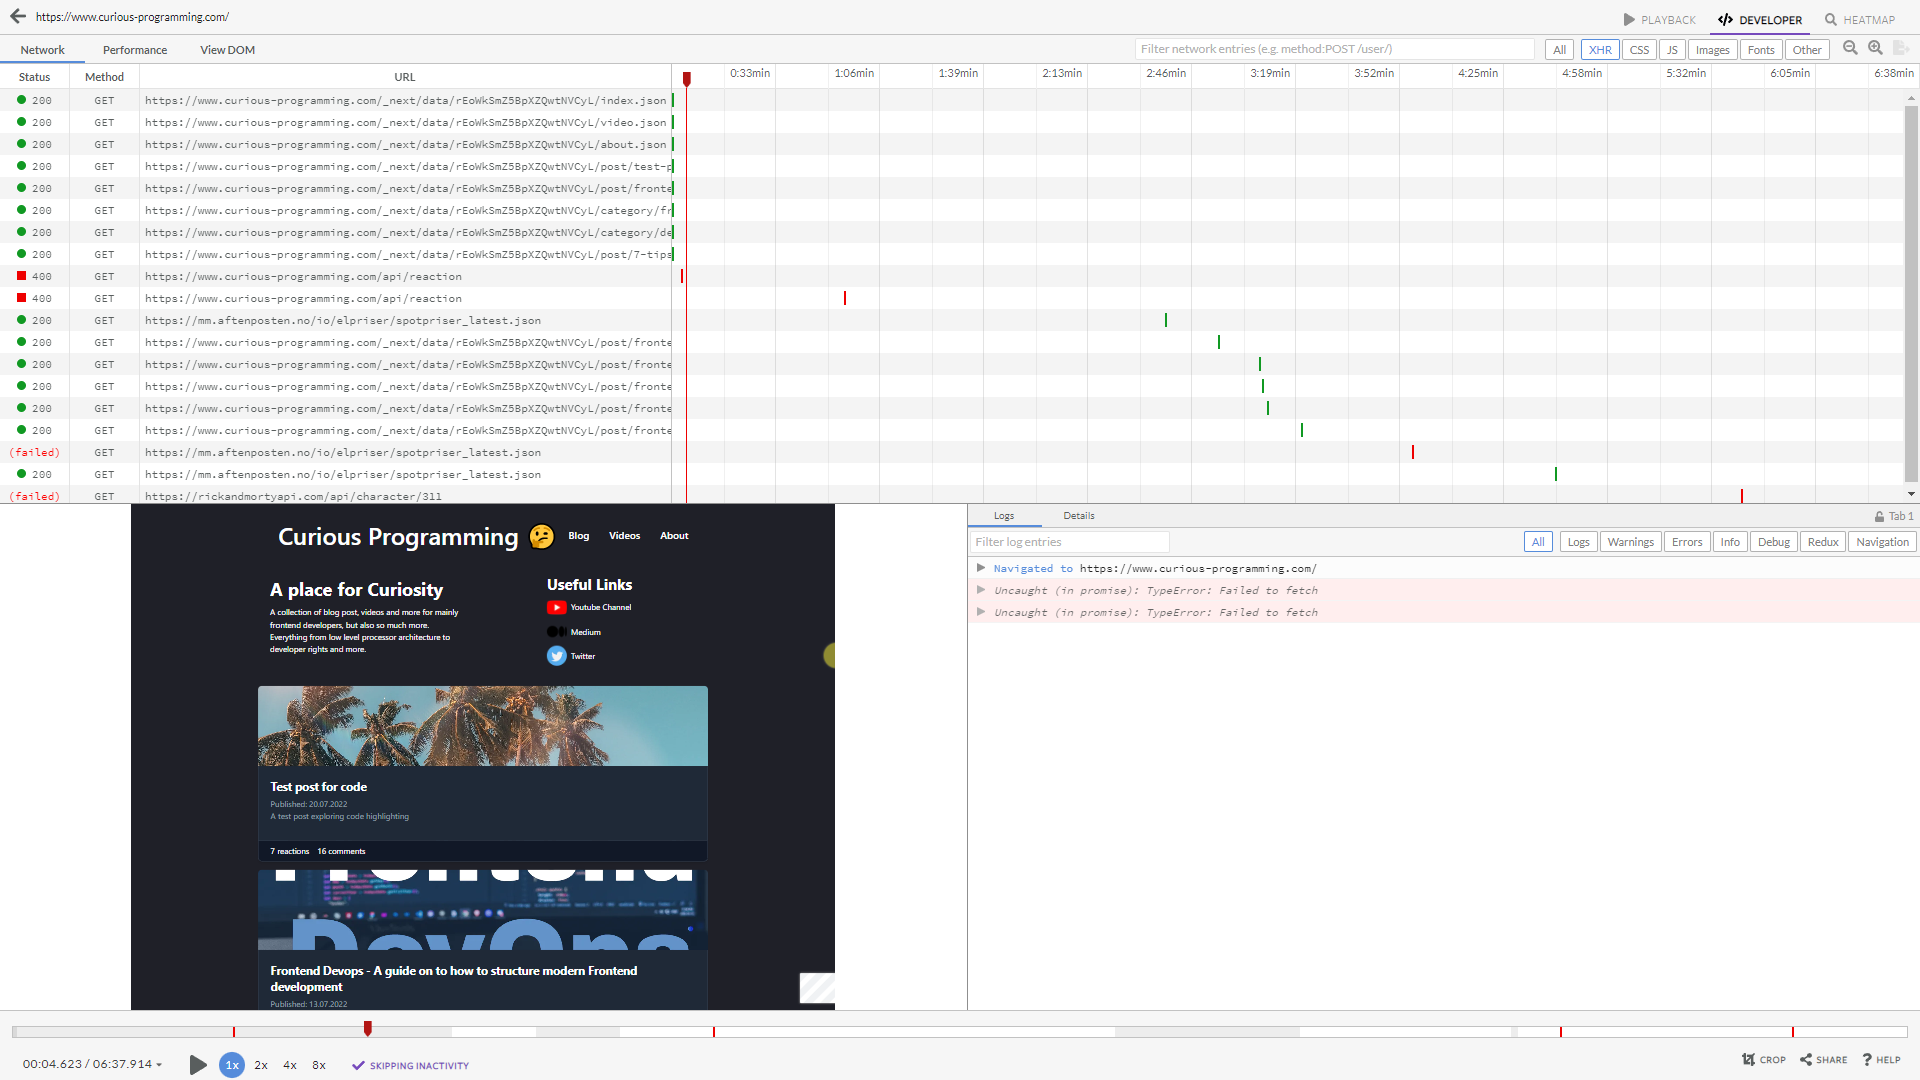 https://www.curious-programming.com/
PLAYBACK
DEVELOPER
HEATMAP
Network Performance View DOM
Filter network entries (e.g. method:POST /user/)
All XHR CSS JS Images Fonts Other
Status Method URL
0:33min 1:06min 1:39min 2:13min 2:46min 3:19min 3:52min 4:25min 4:58min 5:32min 6:05min 6:38min
200 GET https://www.curious-programming.com/_next/data/rEoWkSmZ5BpXZQwtNVCyL/index.json
200 GET https://www.curious-programming.com/_next/data/rEoWkSmZ5BpXZQwtNVCyL/video.json
200 GET https://www.curious-programming.com/_next/data/rEoWkSmZ5BpXZQwtNVCyL/about.json
200 GET https://www.curious-programming.com/_next/data/rEoWkSmZ5BpXZQwtNVCyL/post/test-p
200 GET https://www.curious-programming.com/_next/data/rEoWkSmZ5BpXZQwtNVCyL/post/fronte
200 GET https://www.curious-programming.com/_next/data/rEoWkSmZ5BpXZQwtNVCyL/category/fr
200 GET https://www.curious-programming.com/_next/data/rEoWkSmZ5BpXZQwtNVCyL/category/de
200 GET https://www.curious-programming.com/_next/data/rEoWkSmZ5BpXZQwtNVCyL/post/7-tips
400 GET https://www.curious-programming.com/api/reaction
400 GET https://www.curious-programming.com/api/reaction
200 GET https://mm.aftenposten.no/io/elpriser/spotpriser_latest.json
200 GET https://www.curious-programming.com/_next/data/rEoWkSmZ5BpXZQwtNVCyL/post/fronte
200 GET https://www.curious-programming.com/_next/data/rEoWkSmZ5BpXZQwtNVCyL/post/fronte
200 GET https://www.curious-programming.com/_next/data/rEoWkSmZ5BpXZQwtNVCyL/post/fronte
200 GET https://www.curious-programming.com/_next/data/rEoWkSmZ5BpXZQwtNVCyL/post/fronte
200 GET https://www.curious-programming.com/_next/data/rEoWkSmZ5BpXZQwtNVCyL/post/fronte
(failed) GET https://mm.aftenposten.no/io/elpriser/spotpriser_latest.json
200 GET https://mm.aftenposten.no/io/elpriser/spotpriser_latest.json
(failed) GET https://rickandmortyapi.com/api/character/311
Curious Programming
Blog Videos About
A place for Curiosity
A collection of blog post, videos and more for mainly
frontend developers, but also so much more.
Everything from low level processor architecture to
developer rights and more.
Useful Links
Youtube Channel
Medium
Twitter
Test post for code
Published: 20.07.2022
A test post exploring code highlighting
7 reactions 16 comments
Frontend
DevOps
Frontend Devops - A guide on to how to structure modern Frontend
development
Published: 13.07.2022
Logs Details
Tab 1
Filter log entries
All Logs Warnings Errors Info Debug Redux Navigation
Navigated to https://www.curious-programming.com/
Uncaught (in promise): TypeError: Failed to fetch
Uncaught (in promise): TypeError: Failed to fetch
00:04.623 / 06:37.914
1x 2x 4x 8x
SKIPPING INACTIVITY
CROP SHARE HELP